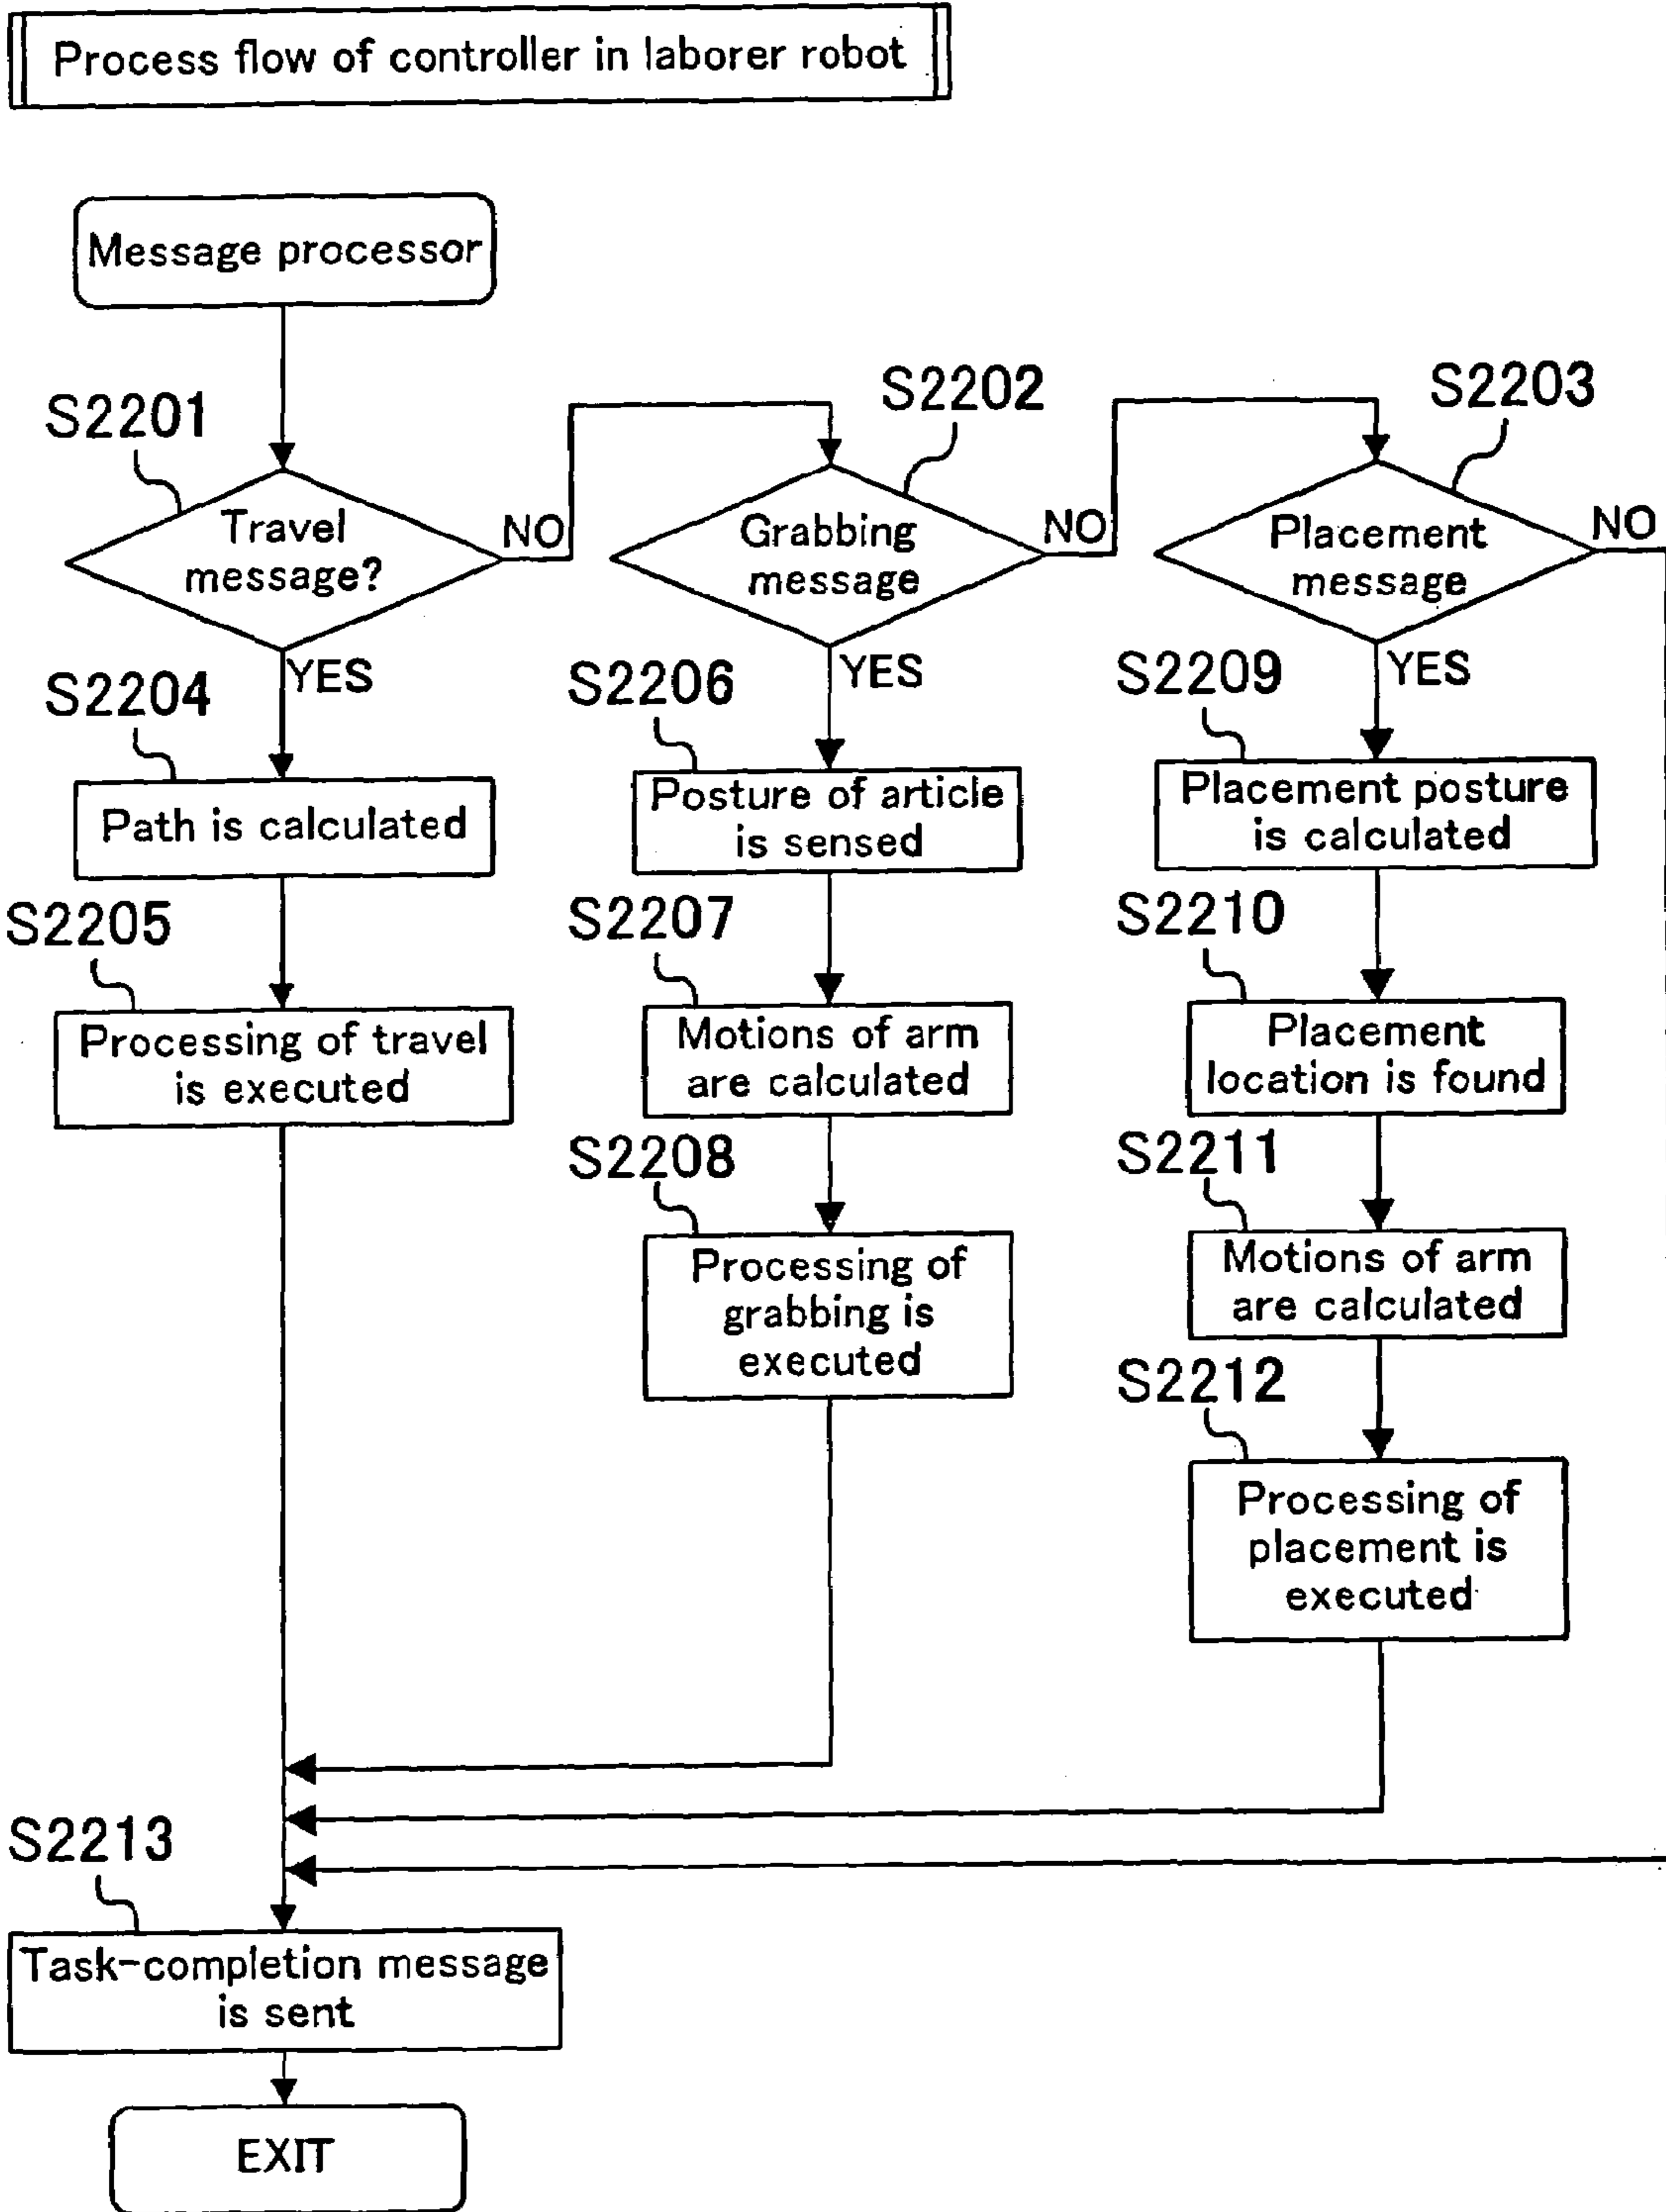 Process flow of controller in laborer robot
Message processor
S2201
Travel
message?
NO
YES
S2202
Grabbing
message
NO
YES
S2203
Placement
message
NO
YES
S2204
Path is calculated
S2205
Processing of travel
is executed
S2206
Posture of article
is sensed
S2207
Motions of arm
are calculated
S2208
Processing of
grabbing is
executed
S2209
Placement posture
is calculated
S2210
Placement
location is found
S2211
Motions of arm
are calculated
S2212
Processing of
placement is
executed
S2213
Task-completion message
is sent
EXIT